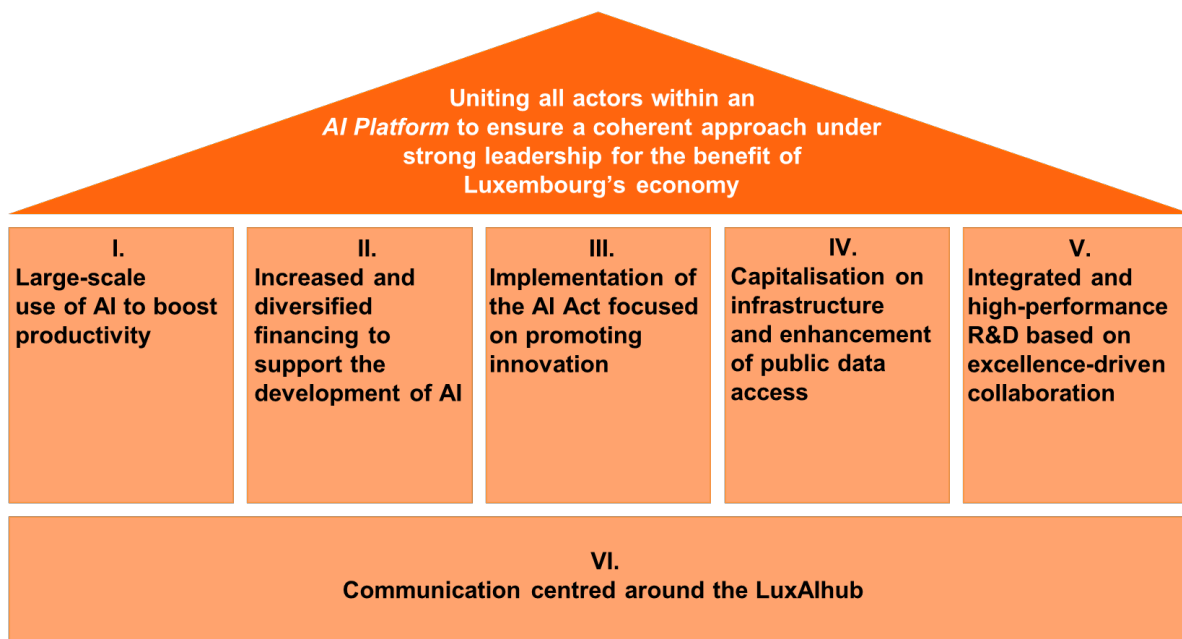 Uniting all actors within an
AI Platform to ensure a coherent approach under
strong leadership for the benefit of
Luxembourg’s economy
I.
Large-scale
use of AI to boost
productivity
II.
Increased and
diversified
financing to
support the
development of AI
III.
Implementation of
the AI Act focused
on promoting
innovation
IV.
Capitalisation on
infrastructure
and enhancement
of public data
access
V.
Integrated and
high-performance
R&D based on
excellence-driven
collaboration
VI.
Communication centred around the LuxAIhub